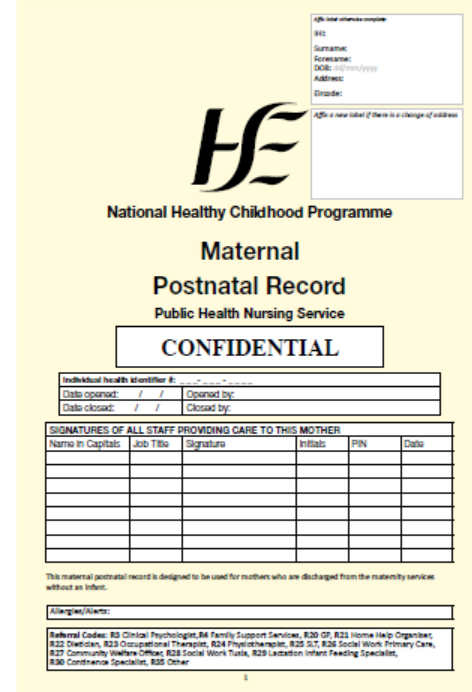 Affix label otherwise complete:
IHI:
Surname:
Forename:
DOB: dd/mm/yyyy
Address:
Eircode:
Affix a new label if there is a change of address
HSE
National Healthy Childhood Programme
Maternal
Postnatal Record
Public Health Nursing Service
CONFIDENTIAL
Individual health identifier #: _ _ _-_ _ _-_ _ _ _
Date opened: / / Opened by:
Date closed: / / Closed by:
SIGNATURES OF ALL STAFF PROVIDING CARE TO THIS MOTHER
Name in Capitals Job Title Signature Initials PIN Date
This maternal postnatal record is designed to be used for mothers who are discharged from the maternity services
without an infant.
Allergies/Alerts:
Referral Codes: R3 Clinical Psychologist,R4 Family Support Services, R20 GP, R21 Home Help Organiser,
R22 Dietician, R23 Occupational Therapist, R24 Physiotherapist, R25 SLT, R26 Social Work Primary Care,
R27 Community Welfare Officer, R28 Social Work Tusla, R29 Lactation Infant Feeding Specialist,
R30 Continence Specialist, R35 Other
1